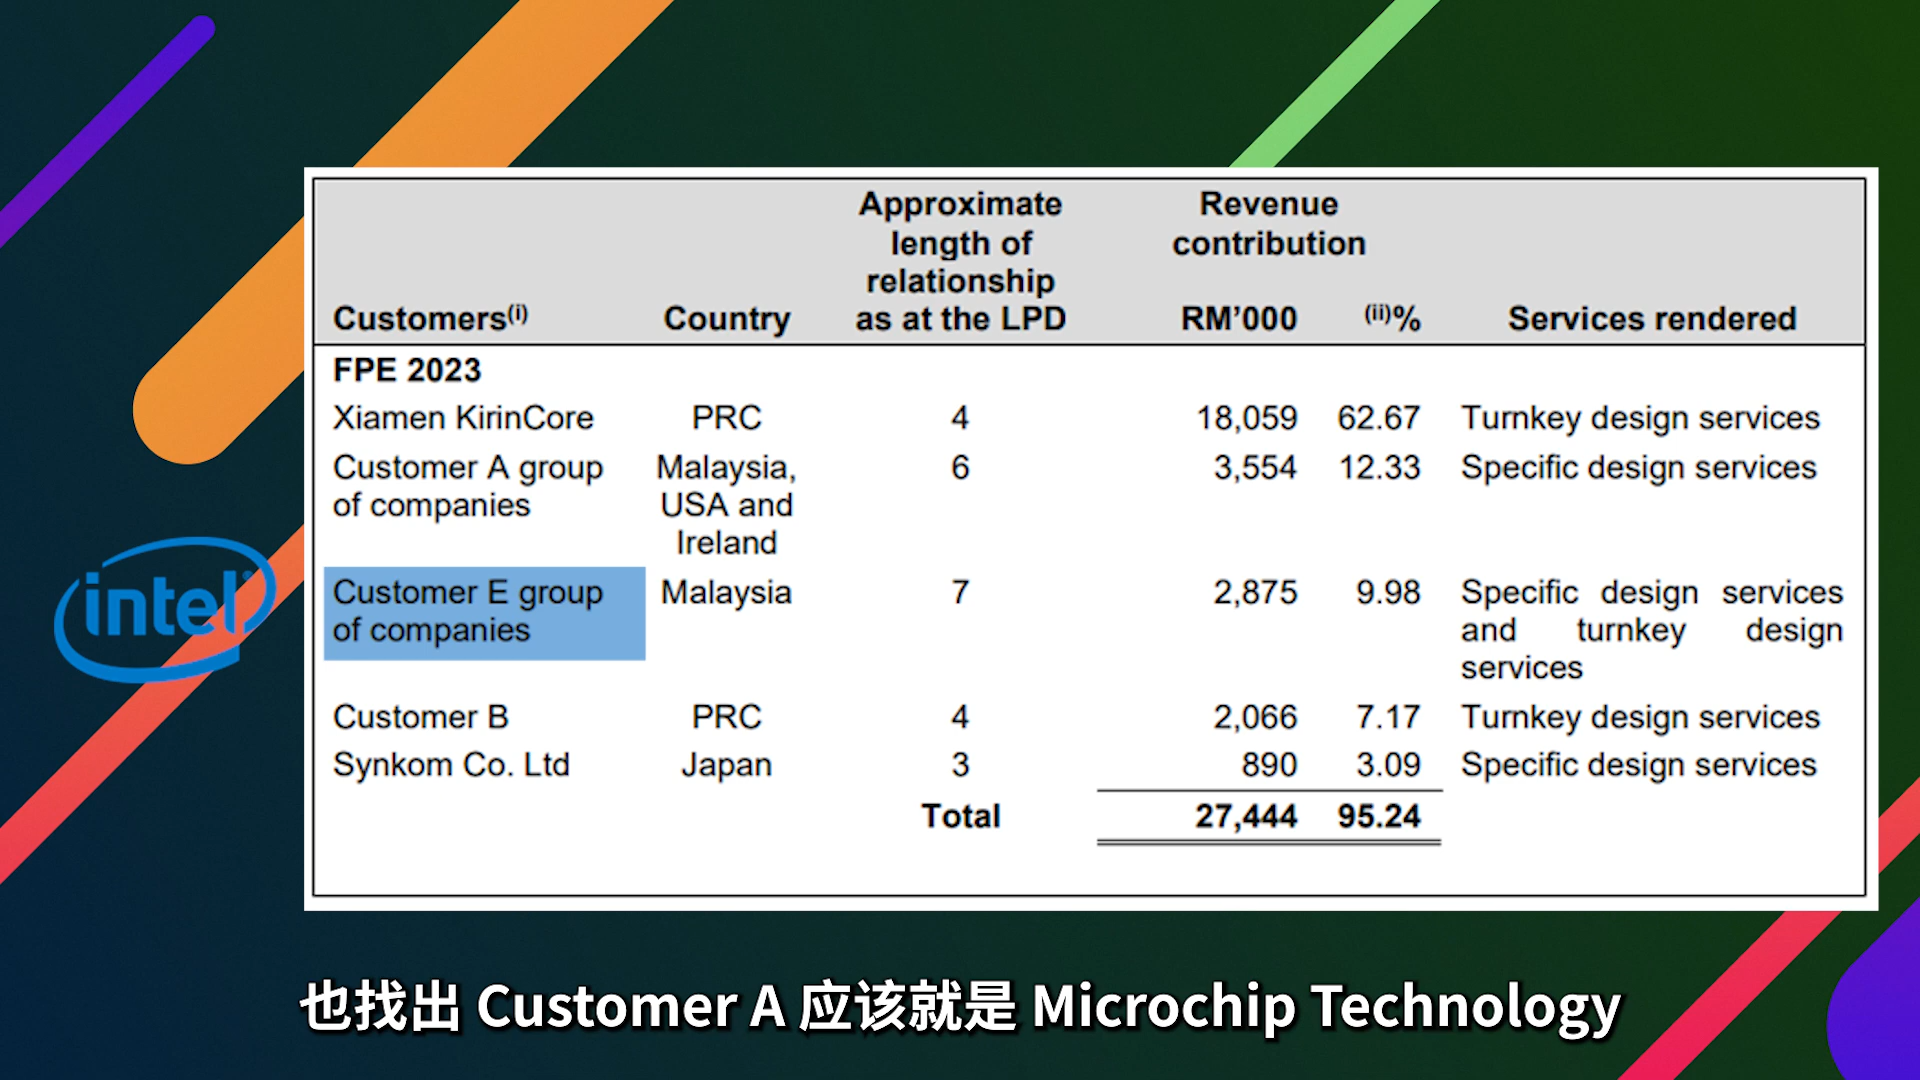 Approximate
length of
relationship
as at the LPD
Revenue
contribution
Customers(i) Country RM'000 (ii)% Services rendered
FPE 2023
Xiamen KirinCore PRC 4 18,059 62.67 Turnkey design services
Customer A group Malaysia, 6 3,554 12.33 Specific design services
of companies USA and
Ireland
intel
Customer E group Malaysia 7 2,875 9.98 Specific design services
of companies and turnkey design
services
Customer B PRC 4 2,066 7.17 Turnkey design services
Synkom Co. Ltd Japan 3 890 3.09 Specific design services
Total 27,444 95.24
也找出 Customer A 应该就是 Microchip Technology